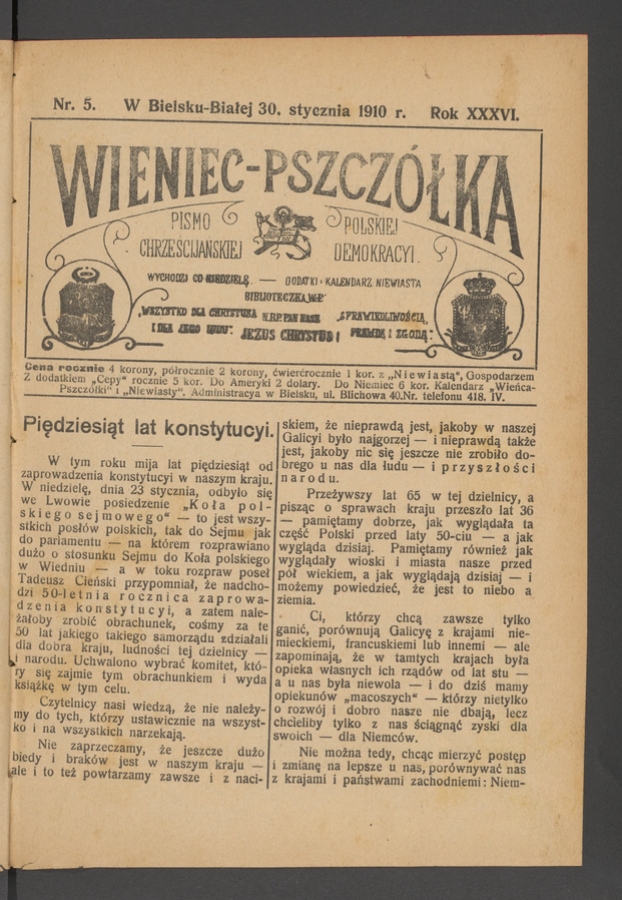 Nr. 5. W Bielsku-Białej 30. stycznia 1910 r. Rok XXXVI.
WIENIEC-PSZCZÓŁKA
PISMO POLSKIEJ
CHRZEŚCIJAŃSKIEJ DEMOKRACYI.
WYCHODZI CO NIEDZIELĘ. — DODATKI: KALENDARZ NIEWIASTA
BIBLIOTECZKA
„WSZYSTKO DLA CHRYSTUSA „SPRAWIEDLIWOŚCIĄ,
I DLA JEGO LUDU". JEZUS CHRYSTUS! PRAWDĄ I ZGODĄ".
Cena rocznie 4 korony, półrocznie 2 korony, ćwierćrocznie 1 kor. z „Niewiastą“, Gospodarzem
Z dodatkiem „Cepy“ rocznie 5 kor. Do Ameryki 2 dolary. Do Niemiec 6 kor. Kalendarz „Wieńca-
Pszczółki“ i „Niewiasty“. Administracya w Bielsku, ul. Blichowa 40.Nr. telefonu 418. IV.
Piędziesiąt lat konstytucyi.
W tym roku mija lat piędziesiąt od
zaprowadzenia konstytucyi w naszym kraju.
W niedzielę, dnia 23 stycznia, odbyło się
we Lwowie posiedzenie „Koła pol-
skiego sejmowego“ — to jest wszy-
stkich posłów polskich, tak do Sejmu jak
do parlamentu — na którem rozprawiano
dużo o stosunku Sejmu do Koła polskiego
w Wiedniu — a w toku rozpraw poseł
Tadeusz Cieński przypomniał, że nadcho-
dzi 50-letnia rocznica zaprowa-
dzenia konstytucyi, a zatem nale-
żałoby zrobić obrachunek, cośmy za te
50 lat jakiego takiego samorządu zdziałali
dla dobra kraju, ludności tej dzielnicy —
i narodu. Uchwalono wybrać komitet, któ-
ry się zajmie tym obrachunkiem i wyda
książkę w tym celu.
Czytelnicy nasi wiedzą, że nie należy-
my do tych, którzy ustawicznie na wszyst-
ko i na wszystkich narzekają.
Nie zaprzeczamy, że jeszcze dużo
biedy i braków jest w naszym kraju —
ale i to też powtarzamy zawsze i z naci-
skiem, że nieprawdą jest, jakoby w naszej
Galicyi było najgorzej — i nieprawdą także
jest, jakoby nic się jeszcze nie zrobiło do-
brego u nas dla łudu — i przyszłości
narodu.
Przeżywszy lat 65 w tej dzielnicy, a
pisząc o sprawach kraju przeszło lat 36
— pamiętamy dobrze, jak wyglądała ta
część Polski przed laty 50-ciu — a jak
wygląda dzisiaj. Pamiętamy również jak
wyglądały wioski i miasta nasze przed
pół wiekiem, a jak wyglądają dzisiaj — i
możemy powiedzieć, że jest to niebo a
ziemia.
Ci, którzy chcą zawsze tylko
ganić, porównują Galicyę z krajami nie-
mieckiemi, francuskiemi lub innemi — ale
zapominają, że w tamtych krajach była
opieka własnych ich rządów od lat stu —
a u nas była niewola — i do dziś mamy
opiekunów „macoszych“ — którzy nietylko
o rozwój i dobro nasze nie dbają, lecz
chcieliby tylko z nas ściągnąć zyski dla
swoich — dla Niemców.
Nie można tedy, chcąc mierzyć postęp
i zmianę na lepsze u nas, porównywać nas
z krajami i państwami zachodniemi: Niem-